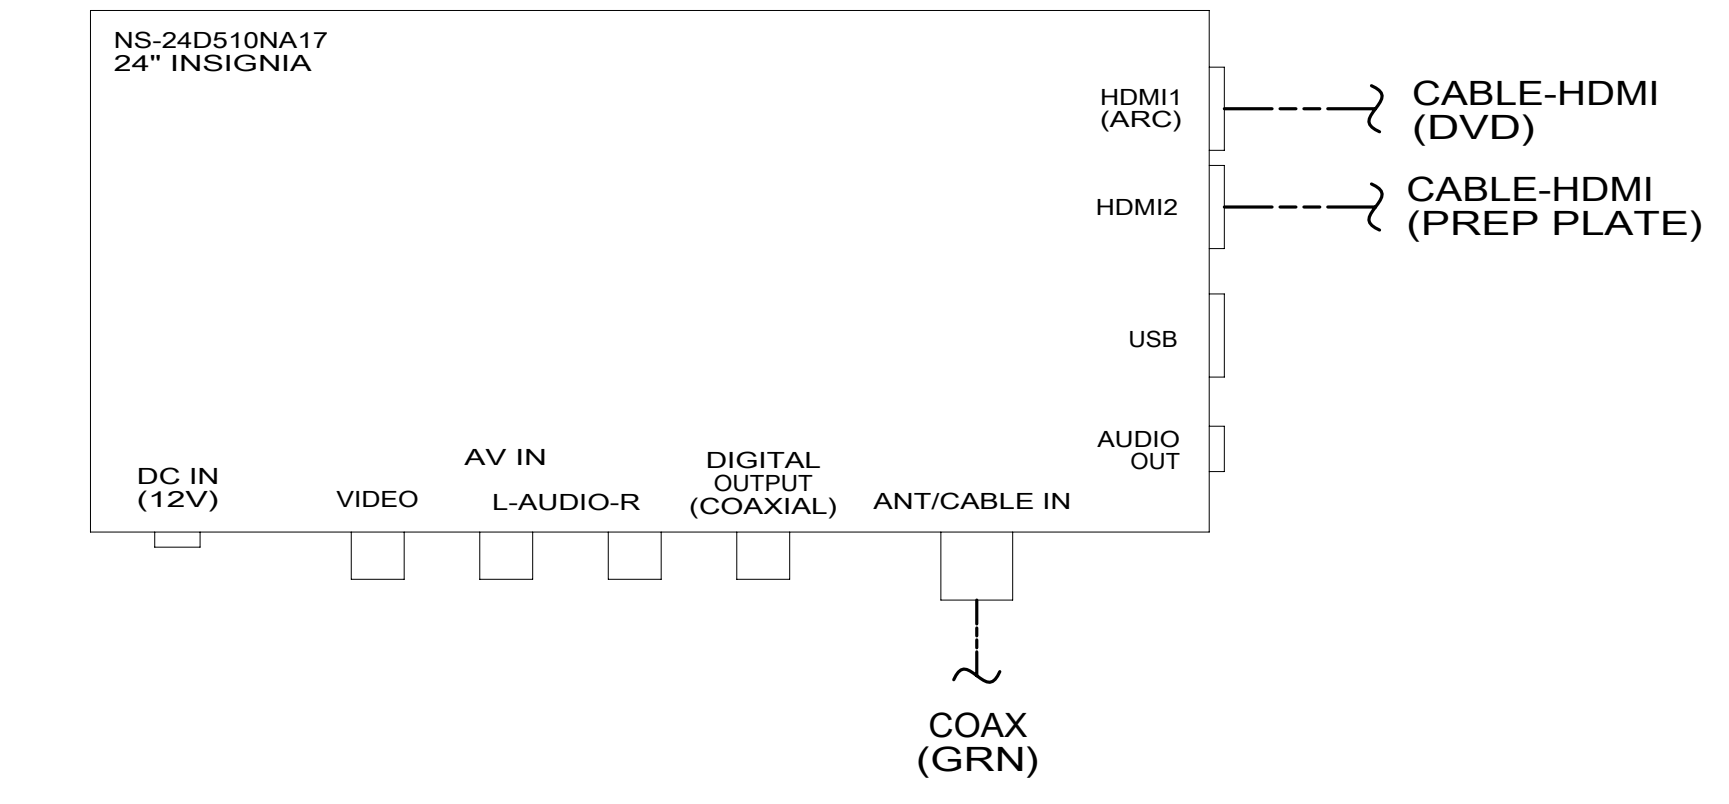 NS-24D510NA17
24" INSIGNIA
HDMI1
(ARC)
CABLE-HDMI
(DVD)
HDMI2
CABLE-HDMI
(PREP PLATE)
USB
AUDIO
OUT
DC IN
(12V)
VIDEO
AV IN
L-AUDIO-R
DIGITAL
OUTPUT
(COAXIAL)
ANT/CABLE IN
COAX
(GRN)